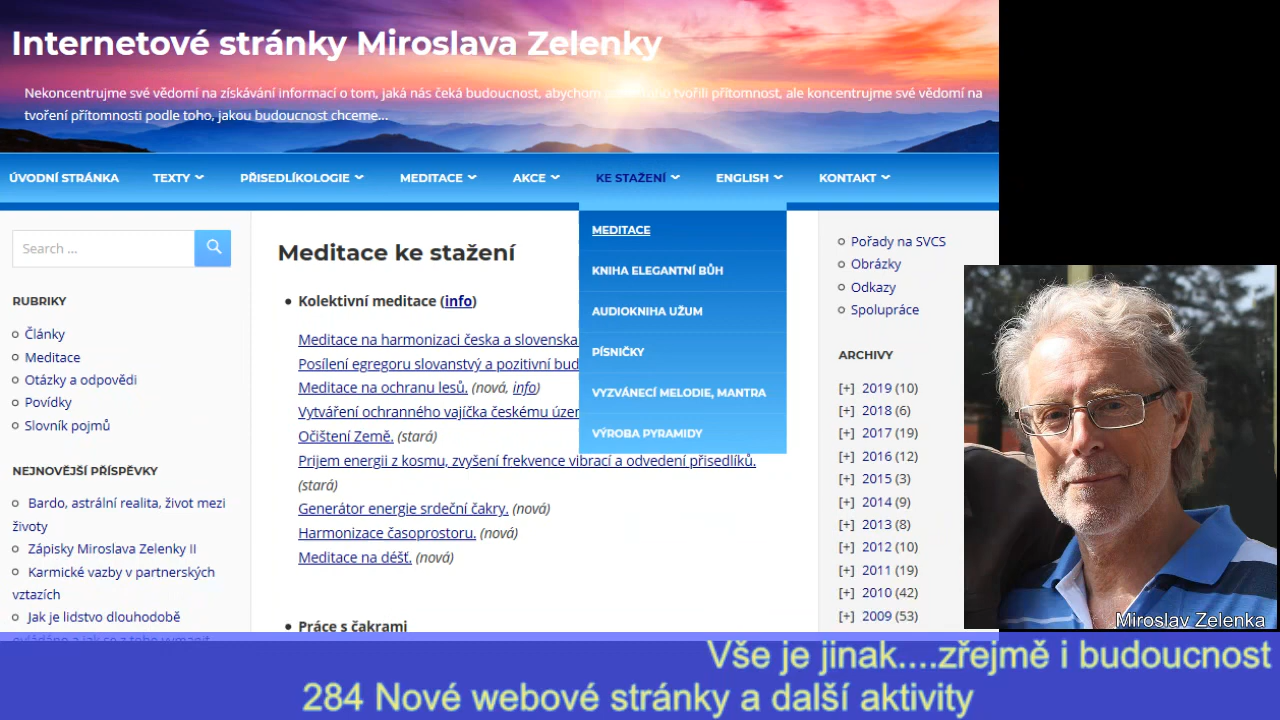 Internetové stránky Miroslava Zelenky
Nekoncentrujme své vědomí na získávání informací o tom, jaká nás čeká budoucnost, abychom tvořili přítomnost, ale koncentrujme své vědomí na
tvoření přítomnosti podle toho, jakou budoucnost chceme...
ÚVODNÍ STRÁNKA TEXTY PŘISEDLÍKOLOGIE MEDITACE AKCE KE STAŽENÍ ENGLISH KONTAKT
MEDITACE
KNIHA ELEGANTNÍ BŮH
AUDIOKNIHA UŽUM
PÍSNIČKY
VYZVÁNECÍ MELODIE, MANTRA
VÝROBA PYRAMIDY
Search ...
RUBRIKY
Články
Meditace
Otázky a odpovědi
Povídky
Slovník pojmů
NEJNOVĚJŠÍ PŘÍSPĚVKY
Bardo, astrální realita, život mezi
životy
Zápisky Miroslava Zelenky II
Karmické vazby v partnerských
vztazích
Jak je lidstvo dlouhodobě
ovládáno a jak se z toho vymanit
Meditace ke stažení
Kolektivní meditace (info)
Meditace na harmonizaci česka a slovenska
Posílení egregoru slovanstvý a pozitivní bud
Meditace na ochranu lesů. (nová, info)
Vytváření ochranného vajíčka českému úzer
Očištení Země. (stará)
Prijem energii z kosmu, zvyšení frekvence vibrací a odvedení přisedlíků.
(stará)
Generátor energie srdeční čakry. (nová)
Harmonizace časoprostoru. (nová)
Meditace na déšť. (nová)
Práce s čakrami
Pořady na SVCS
Obrázky
Odkazy
Spolupráce
ARCHIVY
[+] 2019 (10)
[+] 2018 (6)
[+] 2017 (19)
[+] 2016 (12)
[+] 2015 (3)
[+] 2014 (9)
[+] 2013 (8)
[+] 2012 (10)
[+] 2011 (19)
[+] 2010 (42)
[+] 2009 (53)
Miroslav Zelenka
Vše je jinak....zřejmě i budoucnost
284 Nové webové stránky a další aktivity